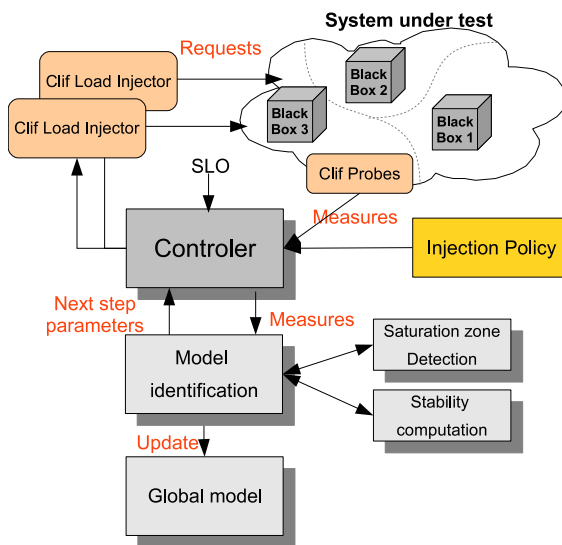 System under test
Requests
Clif Load Injector
Clif Load Injector
Black
Box 2
Black
Box 3
Black
Box 1
SLO
Clif Probes
Measures
Controler
Injection Policy
Next step
parameters
Measures
Model
identification
Saturation zone
Detection
Stability
computation
Update
Global model